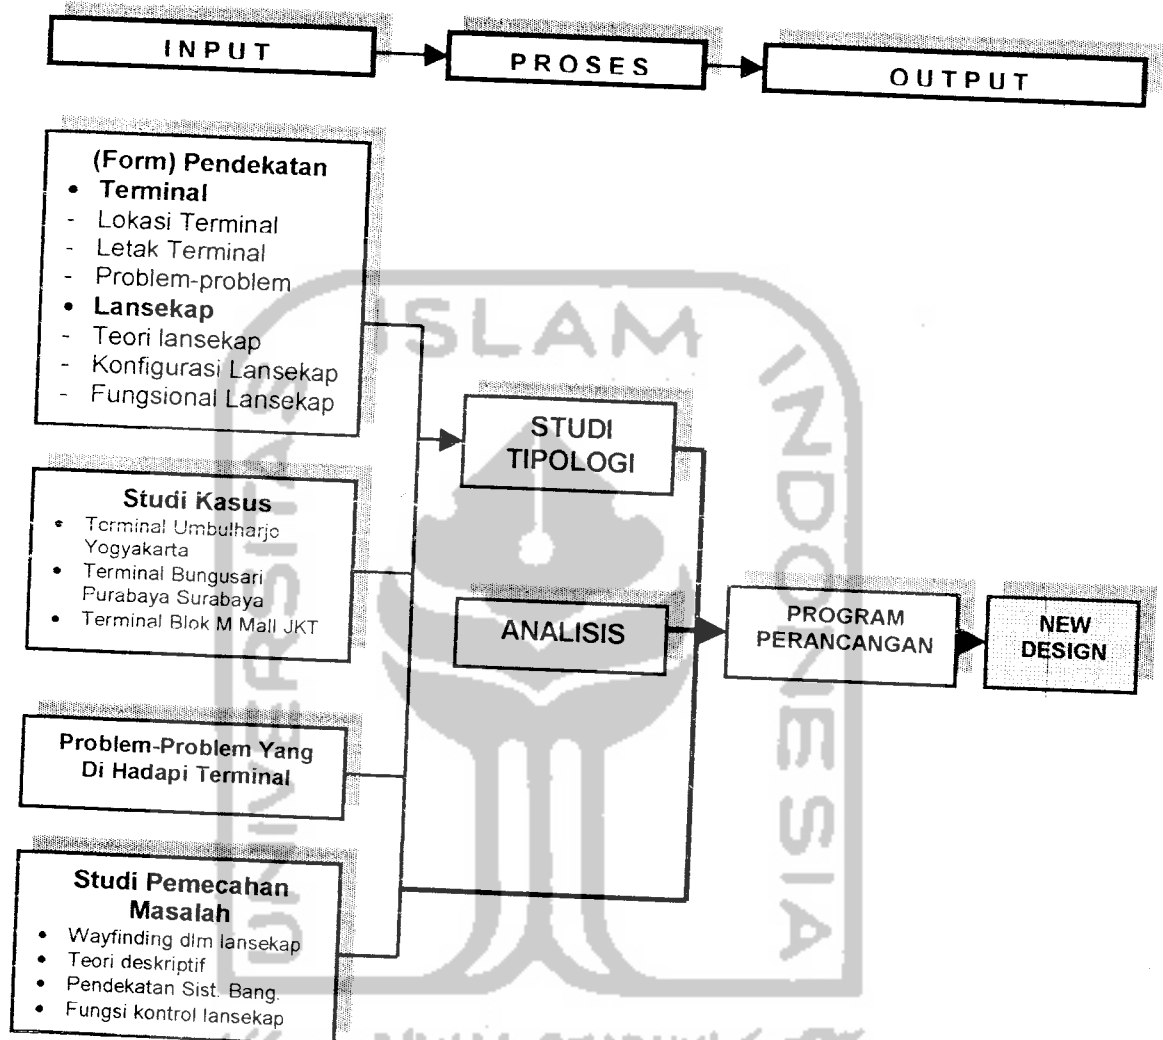 INPUT
PROSES
OUTPUT
(Form) Pendekatan
• Terminal
- Lokasi Terminal
- Letak Terminal
- Problem-problem
• Lansekap
- Teori lansekap
- Konfigurasi Lansekap
- Fungsional Lansekap
Studi Kasus
• Terminal Umbulharjo
Yogyakarta
• Terminal Bungusari
Purabaya Surabaya
• Terminal Blok M Mall JKT
Problem-Problem Yang
Di Hadapi Terminal
Studi Pemecahan
Masalah
• Wayfinding dlm lansekap
• Teori deskriptif
• Pendekatan Sist. Bang.
• Fungsi kontrol lansekap
STUDI
TIPOLOGI
ANALISIS
PROGRAM
PERANCANGAN
NEW
DESIGN
UNIVERSITAS
ISLAM
INDONESIA